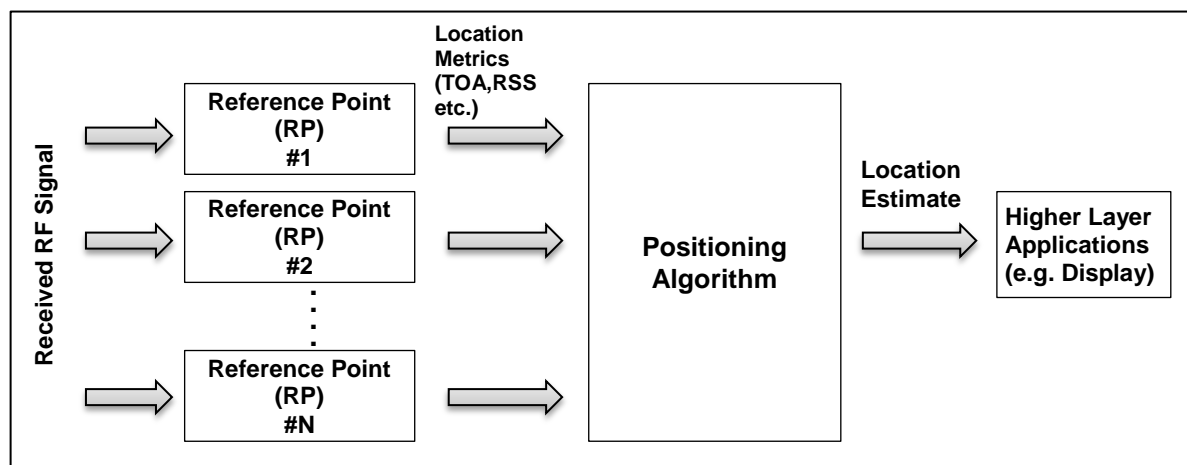 Received RF Signal
Reference Point
(RP)
#1
Reference Point
(RP)
#2
Reference Point
(RP)
#N
Location
Metrics
(TOA,RSS
etc.)
Positioning
Algorithm
Location
Estimate
Higher Layer
Applications
(e.g. Display)